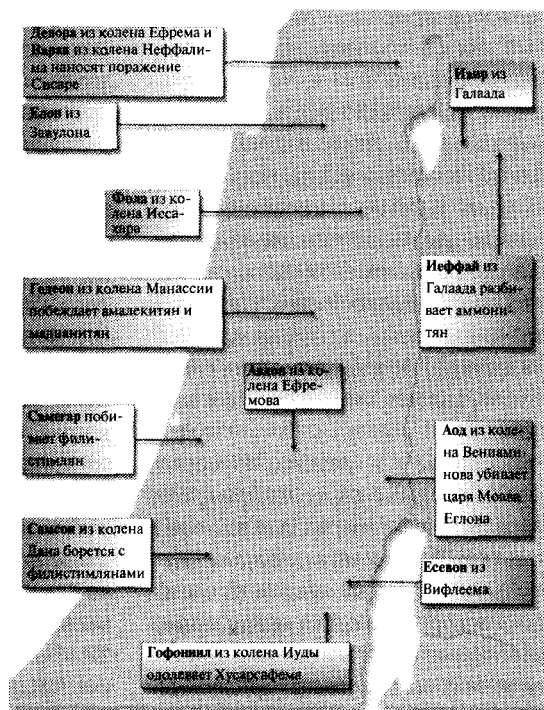 Девора из колена Ефрема и
Варак из колена Неффали-
ма наносят поражение
Сисаре
Иаир из
Галаада
Елон из
Завулона
Фола из ко-
лена Исса-
хара
Гедеон из колена Манассии
побеждает амалекитян и
мадианитян
Иеффай из
Галаада разби-
вает аммони-
тян
Авдон из ко-
лена Ефре-
мова
Самегар поби-
вает фили-
стимлян
Аод из коле-
на Вениами-
нова убивает
царя Моава
Еглона
Самсон из колена
Дана борется с
филистимлянами
Есевон из
Вифлеема
Гофониил из колена Иуды
одолевает Хусарсафема